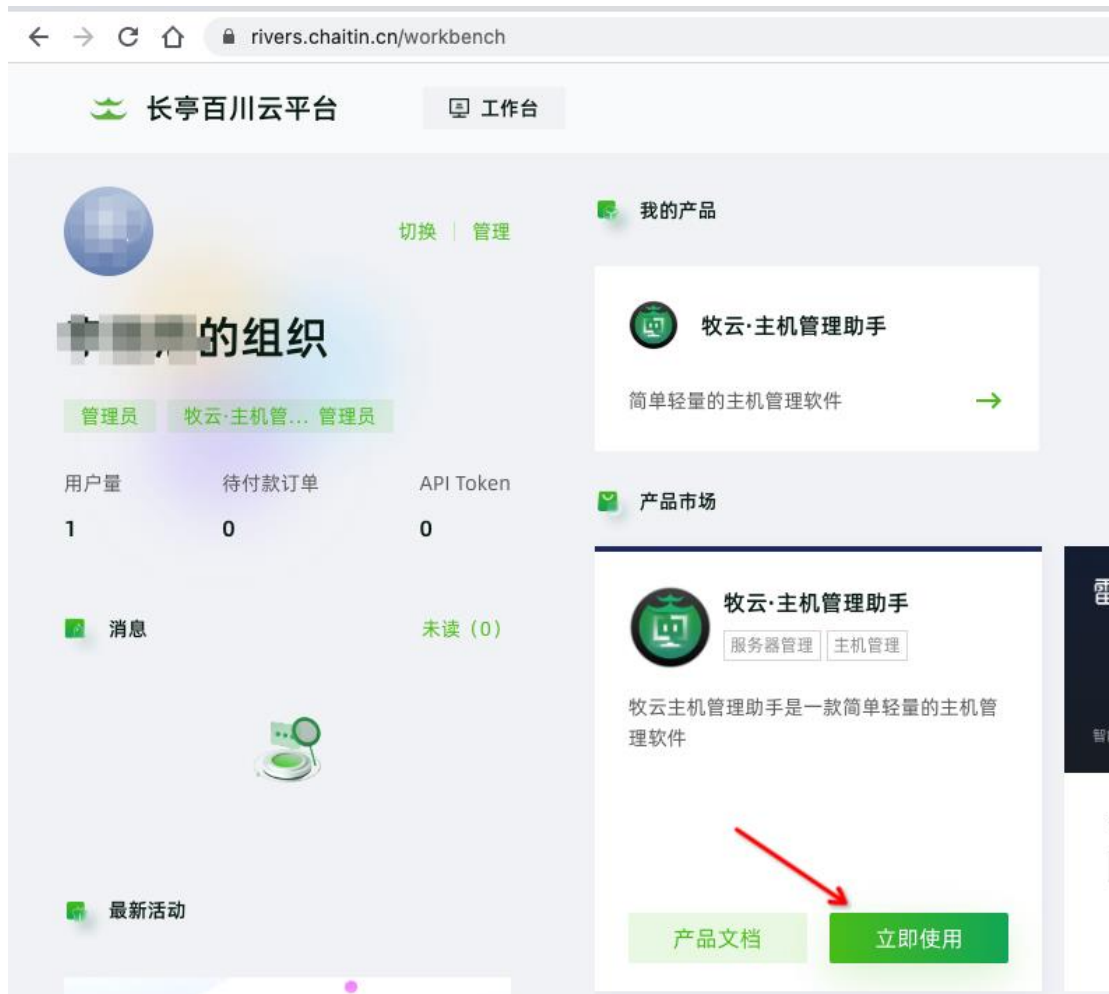 rivers.chaitin.cn/workbench
长亭百川云平台
工作台
切换
管理
的组织
管理员
牧云·主机管... 管理员
用户量
待付款订单
API Token
1
0
0
消息
未读 (0)
最新活动
我的产品
牧云·主机管理助手
简单轻量的主机管理软件
产品市场
牧云·主机管理助手
服务器管理
主机管理
牧云主机管理助手是一款简单轻量的主机管
理软件
产品文档
立即使用